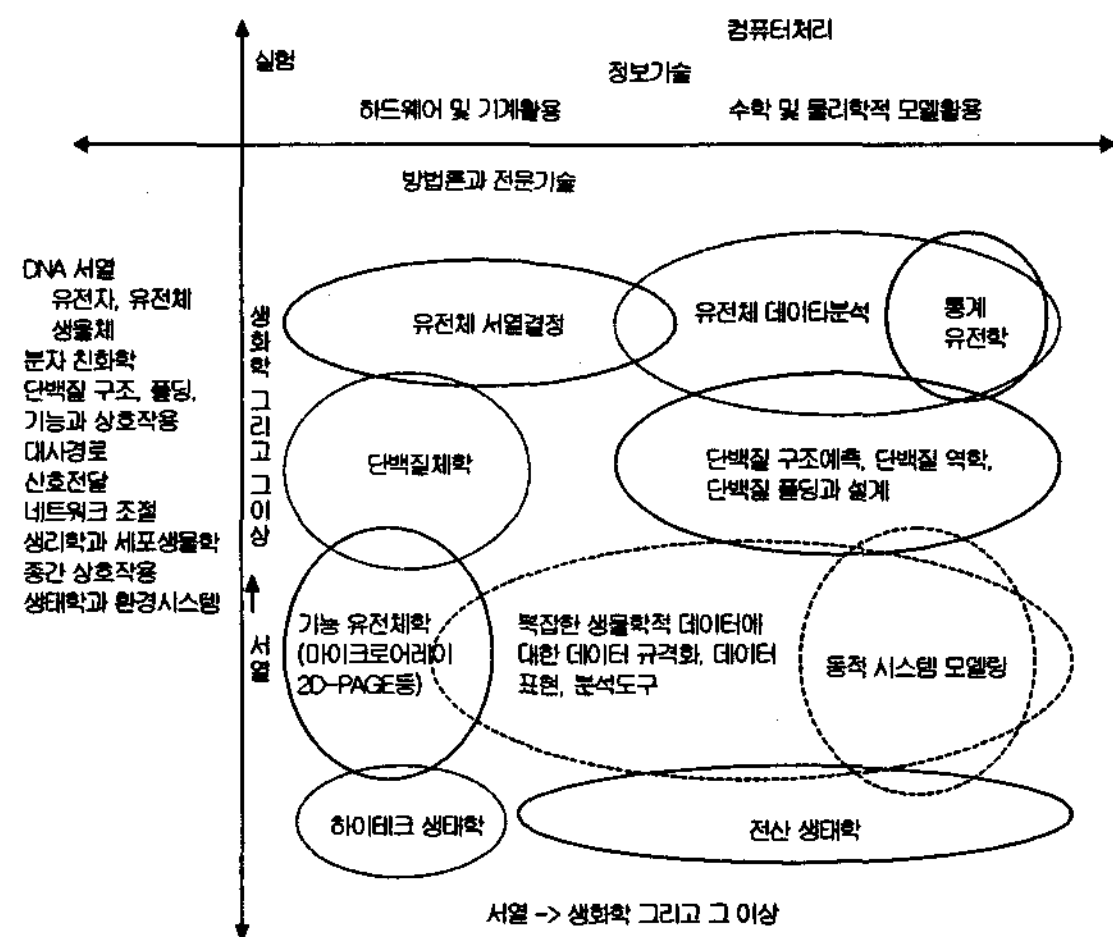 컴퓨터처리
실험
정보기술
하드웨어 및 기계활용
수학 및 물리학적 모델활용
방법론과 전문기술
DNA 서열
유전자, 유전체
생물체
분자 친화학
단백질 구조, 폴딩,
기능과 상호작용
대사경로
신호전달
네트워크 조절
생리학과 세포생물학
종간 상호작용
생태학과 환경시스템
생화학 그리고 그 이상
서열
유전체 서열결정
유전체 데이타분석
통계
유전학
단백질체학
단백질 구조예측, 단백질 역학,
단백질 폴딩과 설계
기능 유전체학
(마이크로어레이
2D-PAGE등)
복잡한 생물학적 데이터에
대한 데이터 규격화, 데이터
표현, 분석도구
동적 시스템 모델링
하이테크 생태학
전산 생태학
서열 -> 생화학 그리고 그 이상